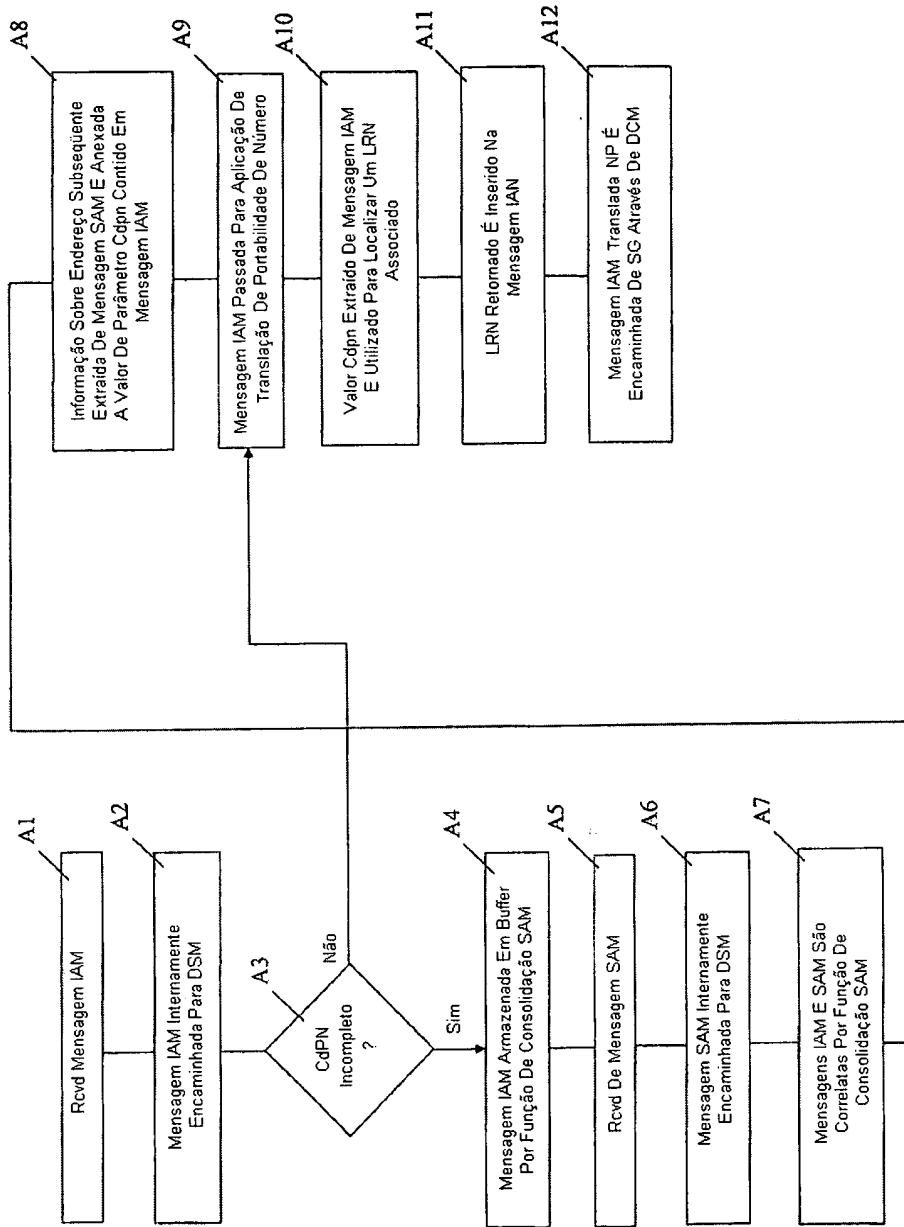 A1
Rcvd Mensagem IAM
A2
Mensagem IAM Internamente
Encaminhada Para DSM
A3
CdPN
Incompleto
?
Não
Sim
A4
Mensagem IAM Armazenada Em Buffer
Por Função De Consolidação SAM
A5
Rcvd De Mensagem SAM
A6
Mensagem SAM Internamente
Encaminhada Para DSM
A7
Mensagens IAM E SAM São
Correlatas Por Função De
Consolidação SAM
A8
Informação Sobre Endereço Subseqüente
Extraída De Mensagem SAM E Anexada
A Valor De Parâmetro Cdpn Contido Em
Mensagem IAM
A9
Mensagem IAM Passada Para Aplicação De
Translação De Portabilidade De Número
A10
Valor Cdpn Extraído De Mensagem IAM
E Utilizado Para Localizar Um LRN
Associado
A11
LRN Retornado É Inserido Na
Mensagem IAN
A12
Mensagem IAM Translada NP É
Encaminhada De SG Através De DCM